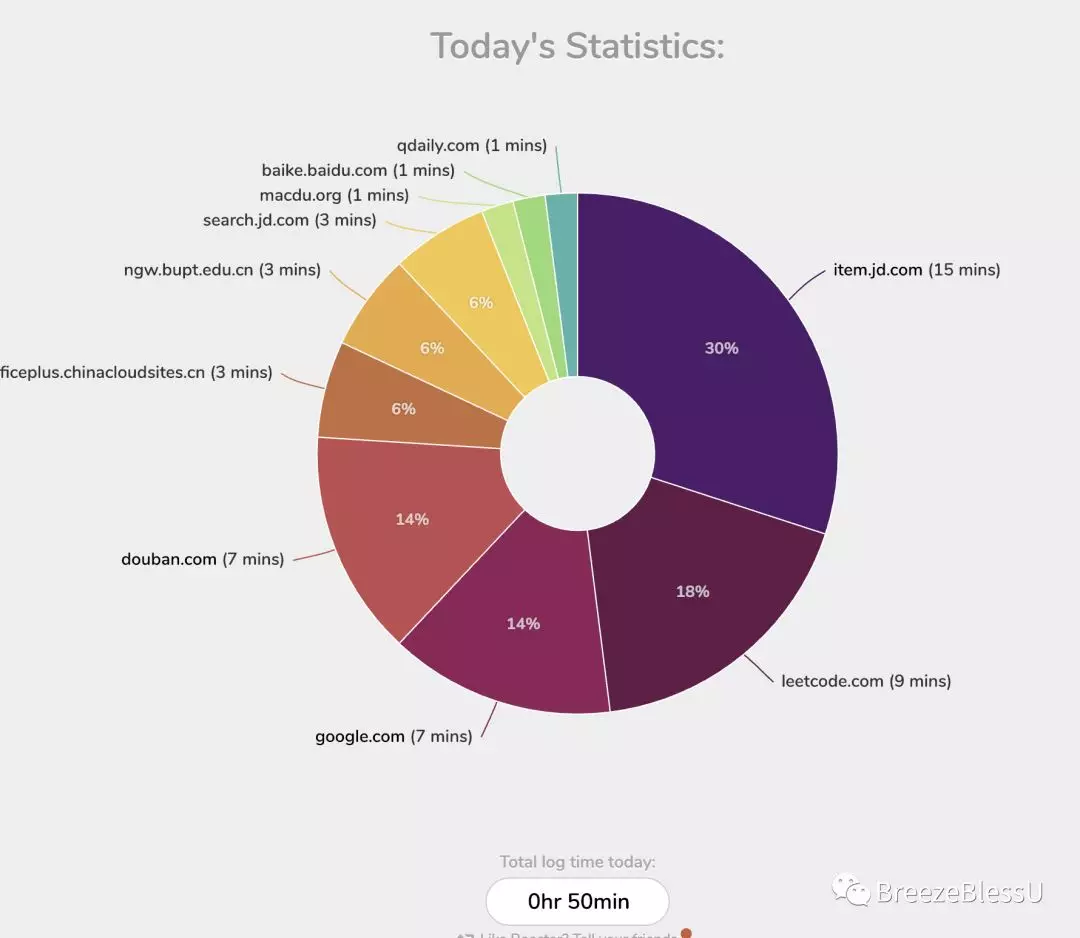 Today's Statistics:
qdaily.com (1 mins)
baike.baidu.com (1 mins)
macdu.org (1 mins)
search.jd.com (3 mins)
ngw.bupt.edu.cn (3 mins)
item.jd.com (15 mins)
6%
6%
30%
ficeplus.chinacloudsites.cn (3 mins)
6%
14%
douban.com (7 mins)
18%
14%
leetcode.com (9 mins)
google.com (7 mins)
Total log time today:
0hr 50min
BreezeBlessU